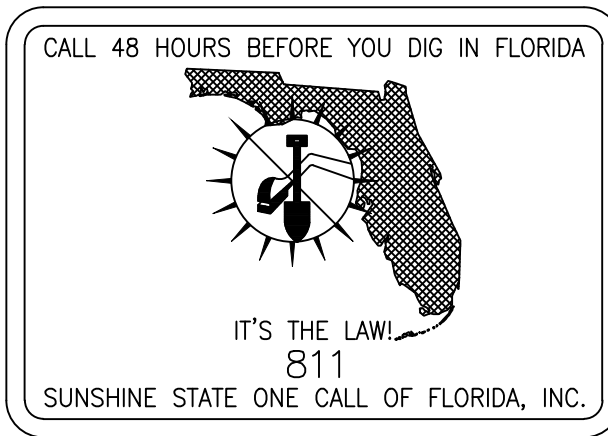 CALL 48 HOURS BEFORE YOU DIG IN FLORIDA
IT'S THE LAW!
811
SUNSHINE STATE ONE CALL OF FLORIDA, INC.